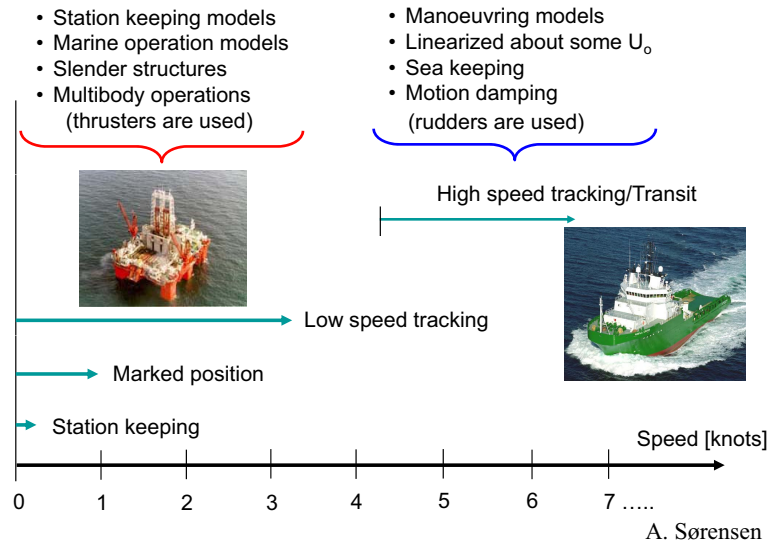 • Station keeping models
• Marine operation models
• Slender structures
• Multibody operations
(thrusters are used)
• Manoeuvring models
• Linearized about some Uₒ
• Sea keeping
• Motion damping
(rudders are used)
High speed tracking/Transit
Low speed tracking
Marked position
Station keeping
Speed [knots]
0 1 2 3 4 5 6 7 .....
A. Sørensen